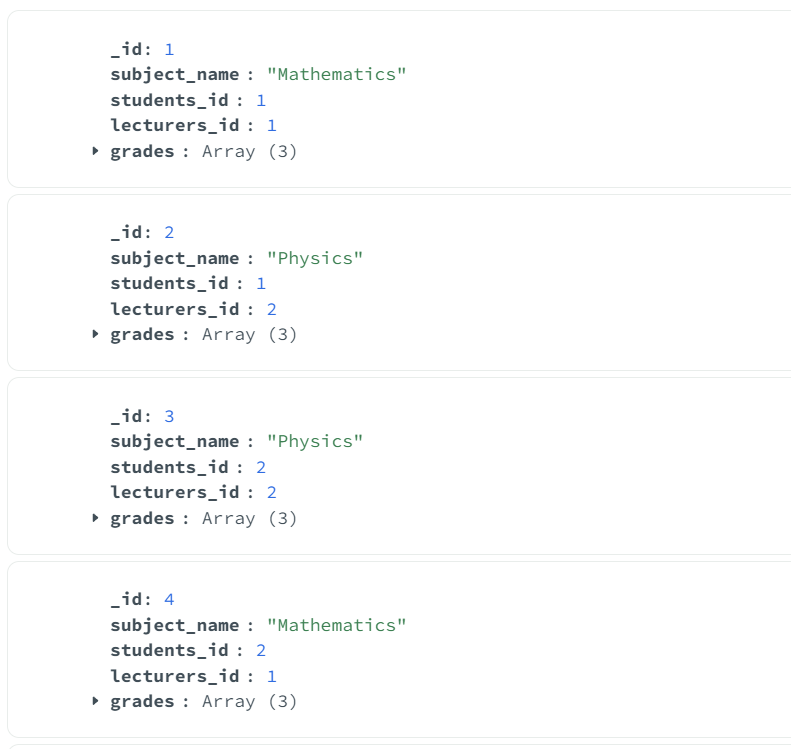 _id: 1
subject_name : "Mathematics"
students_id : 1
lecturers_id : 1
grades : Array (3)
_id: 2
subject_name : "Physics"
students_id : 1
lecturers_id : 2
grades : Array (3)
_id: 3
subject_name : "Physics"
students_id : 2
lecturers_id : 2
grades : Array (3)
_id: 4
subject_name : "Mathematics"
students_id : 2
lecturers_id : 1
grades : Array (3)